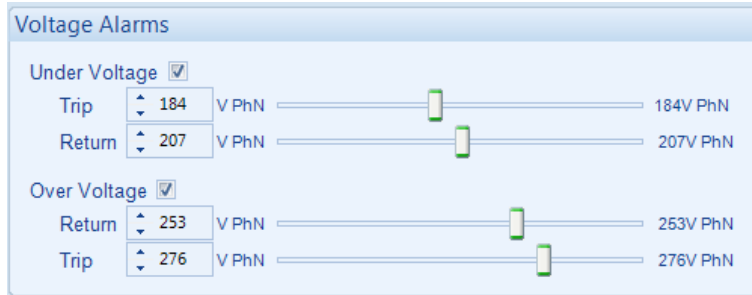 Voltage Alarms
Under Voltage
Trip 184 V PhN 184V PhN
Return 207 V PhN 207V PhN
Over Voltage
Return 253 V PhN 253V PhN
Trip 276 V PhN 276V PhN